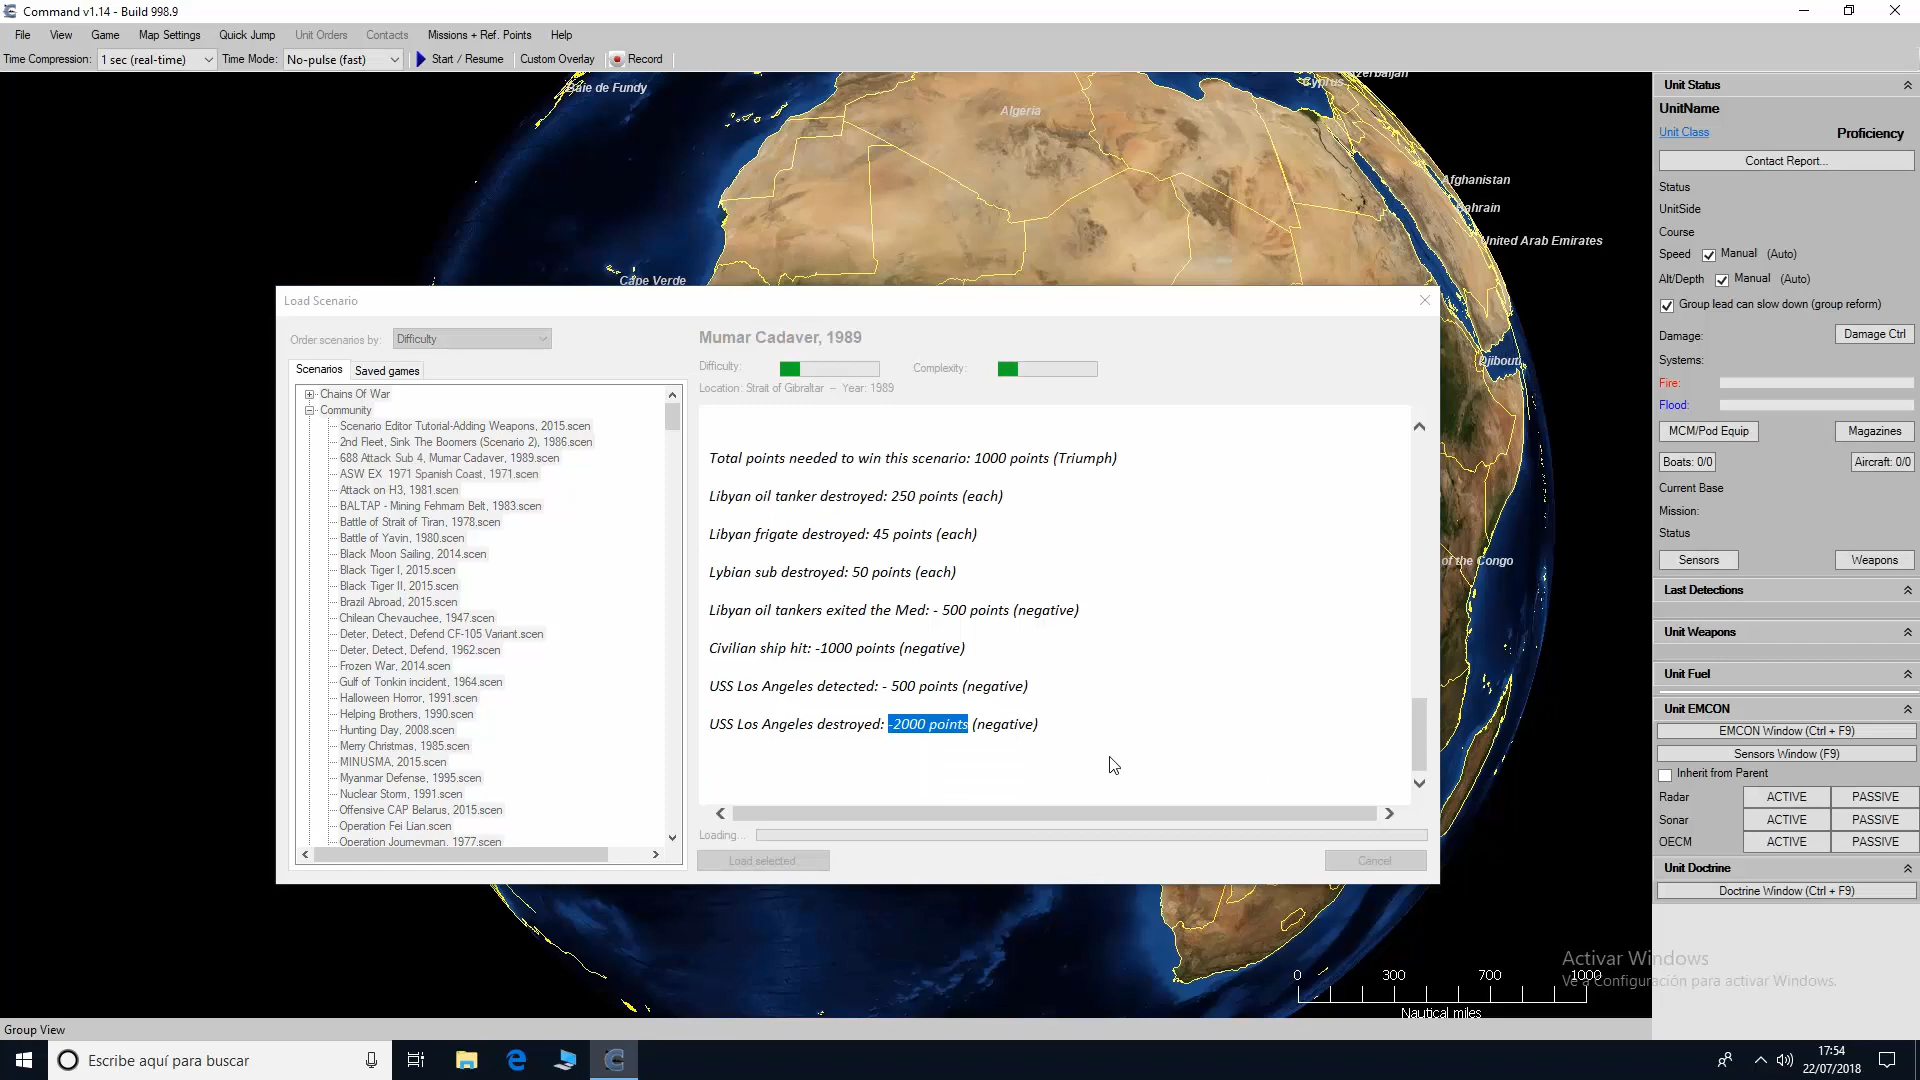 Command v1.14 - Build 998.9
File View Game Map Settings Quick Jump Unit Orders Contacts Missions + Ref. Points Help
Time Compression: 1 sec (real-time) Time Mode: No-pulse (fast) Start / Resume Custom Overlay Record
Baie de Fundy
Algeria
Cyprus
Azerbaijan
Afghanistan
Bahrain
United Arab Emirates
Cape Verde
Djibouti
of the Congo
Load Scenario
Order scenarios by: Difficulty
Scenarios Saved games
Chains Of War
Community
Scenario Editor Tutorial-Adding Weapons, 2015.scen
2nd Fleet, Sink The Boomers (Scenario 2), 1986.scen
688 Attack Sub 4, Mumar Cadaver, 1989.scen
ASW EX 1971 Spanish Coast, 1971.scen
Attack on H3, 1981.scen
BALTAP - Mining Fehmarn Belt, 1983.scen
Battle of Strait of Tiran, 1978.scen
Battle of Yavin, 1980.scen
Black Moon Sailing, 2014.scen
Black Tiger I, 2015.scen
Black Tiger II, 2015.scen
Brazil Abroad, 2015.scen
Chilean Chevauchee, 1947.scen
Deter, Detect, Defend CF-105 Variant.scen
Deter, Detect, Defend, 1962.scen
Frozen War, 2014.scen
Gulf of Tonkin incident, 1964.scen
Halloween Horror, 1991.scen
Helping Brothers, 1990.scen
Hunting Day, 2008.scen
Merry Christmas, 1985.scen
MINUSMA, 2015.scen
Myanmar Defense, 1995.scen
Nuclear Storm, 1991.scen
Offensive CAP Belarus, 2015.scen
Operation Fei Lian.scen
Operation Journeyman, 1977.scen
Mumar Cadaver, 1989
Difficulty: Complexity:
Location: Strait of Gibraltar – Year: 1989
Total points needed to win this scenario: 1000 points (Triumph)
Libyan oil tanker destroyed: 250 points (each)
Libyan frigate destroyed: 45 points (each)
Lybian sub destroyed: 50 points (each)
Libyan oil tankers exited the Med: - 500 points (negative)
Civilian ship hit: -1000 points (negative)
USS Los Angeles detected: - 500 points (negative)
USS Los Angeles destroyed: -2000 points (negative)
Loading...
Load selected Cancel
Unit Status
UnitName
Unit Class Proficiency
Contact Report...
Status
UnitSide
Course
Speed Manual (Auto)
Alt/Depth Manual (Auto)
Group lead can slow down (group reform)
Damage: Damage Ctrl
Systems:
Fire:
Flood:
MCM/Pod Equip Magazines
Boats: 0/0 Aircraft: 0/0
Current Base
Mission:
Status
Sensors Weapons
Last Detections
Unit Weapons
Unit Fuel
Unit EMCON
EMCON Window (Ctrl + F9)
Sensors Window (F9)
Inherit from Parent
Radar ACTIVE PASSIVE
Sonar ACTIVE PASSIVE
OECM ACTIVE PASSIVE
Unit Doctrine
Doctrine Window (Ctrl + F9)
Activar Windows
Ve a Configuración para activar Windows.
0 300 700 1000
Nautical miles
Group View
Escribe aquí para buscar
17:54
22/07/2018